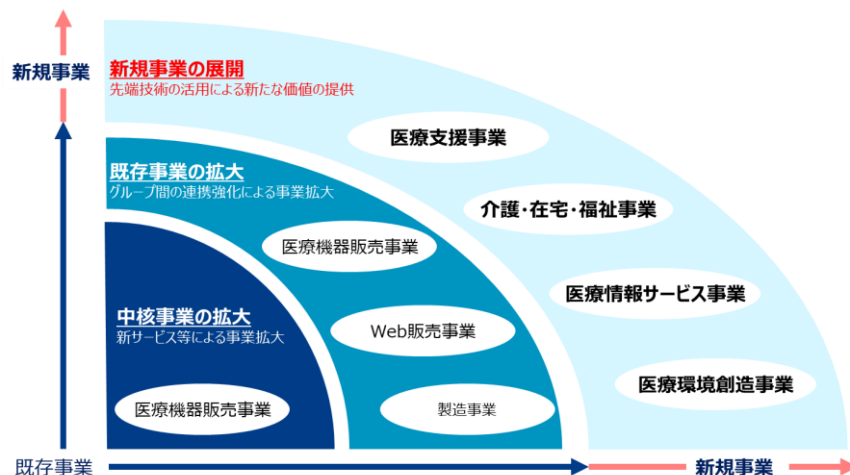 新規事業
新規事業の展開
先端技術の活用による新たな価値の提供
医療支援事業
既存事業の拡大
グループ間の連携強化による事業拡大
介護・在宅・福祉事業
医療機器販売事業
医療情報サービス事業
中核事業の拡大
新サービス等による事業拡大
Web販売事業
医療環境創造事業
医療機器販売事業
製造事業
既存事業
新規事業